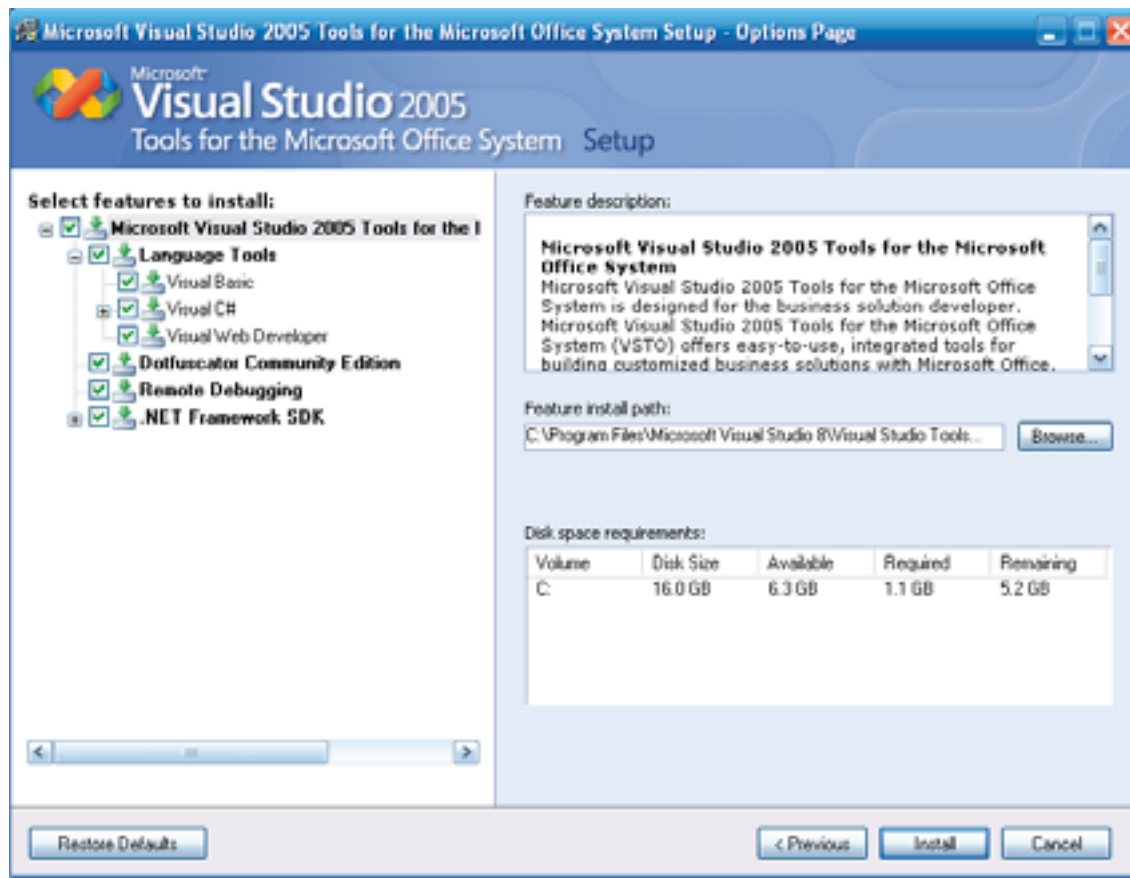 Microsoft Visual Studio 2005 Tools for the Microsoft Office System Setup - Options Page
Microsoft
Visual Studio 2005
Tools for the Microsoft Office System Setup
Select features to install:
Microsoft Visual Studio 2005 Tools for the
Language Tools
Visual Basic
Visual C#
Visual Web Developer
Dotfuscator Community Edition
Remote Debugging
.NET Framework SDK
Feature description:
Microsoft Visual Studio 2005 Tools for the Microsoft
Office System
Microsoft Visual Studio 2005 Tools for the Microsoft Office
System is designed for the business solution developer.
Microsoft Visual Studio 2005 Tools for the Microsoft Office
System (VSTO) offers easy-to-use, integrated tools for
building customized business solutions with Microsoft Office.
Feature install path:
C:\Program Files\Microsoft Visual Studio 8\Visual Studio Tools...
Browse...
Disk space requirements:
Volume Disk Size Available Required Remaining
C: 16.0 GB 6.3 GB 1.1 GB 5.2 GB
Restore Defaults
< Previous
Install
Cancel